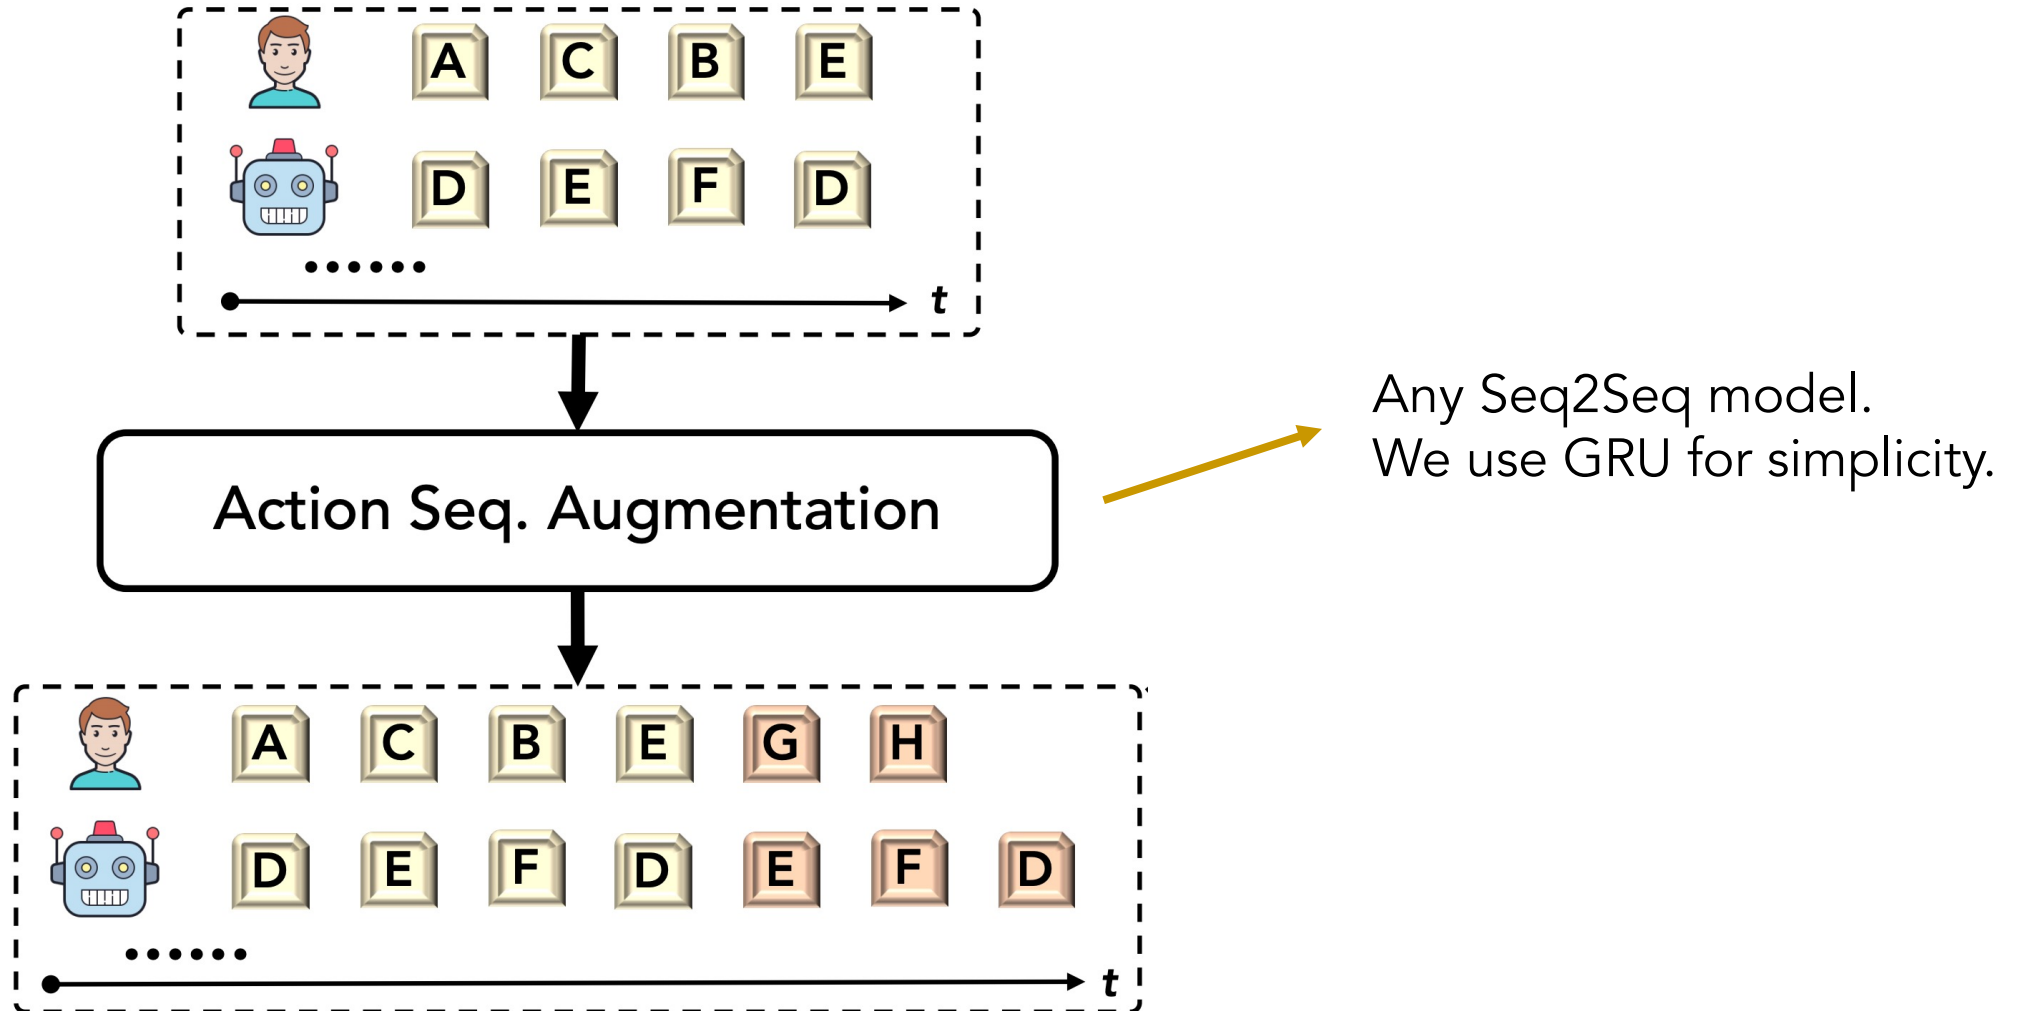 A C B E
D E F D
......
t
Any Seq2Seq model.
We use GRU for simplicity.
Action Seq. Augmentation
A C B E G H
D E F D E F D
......
t